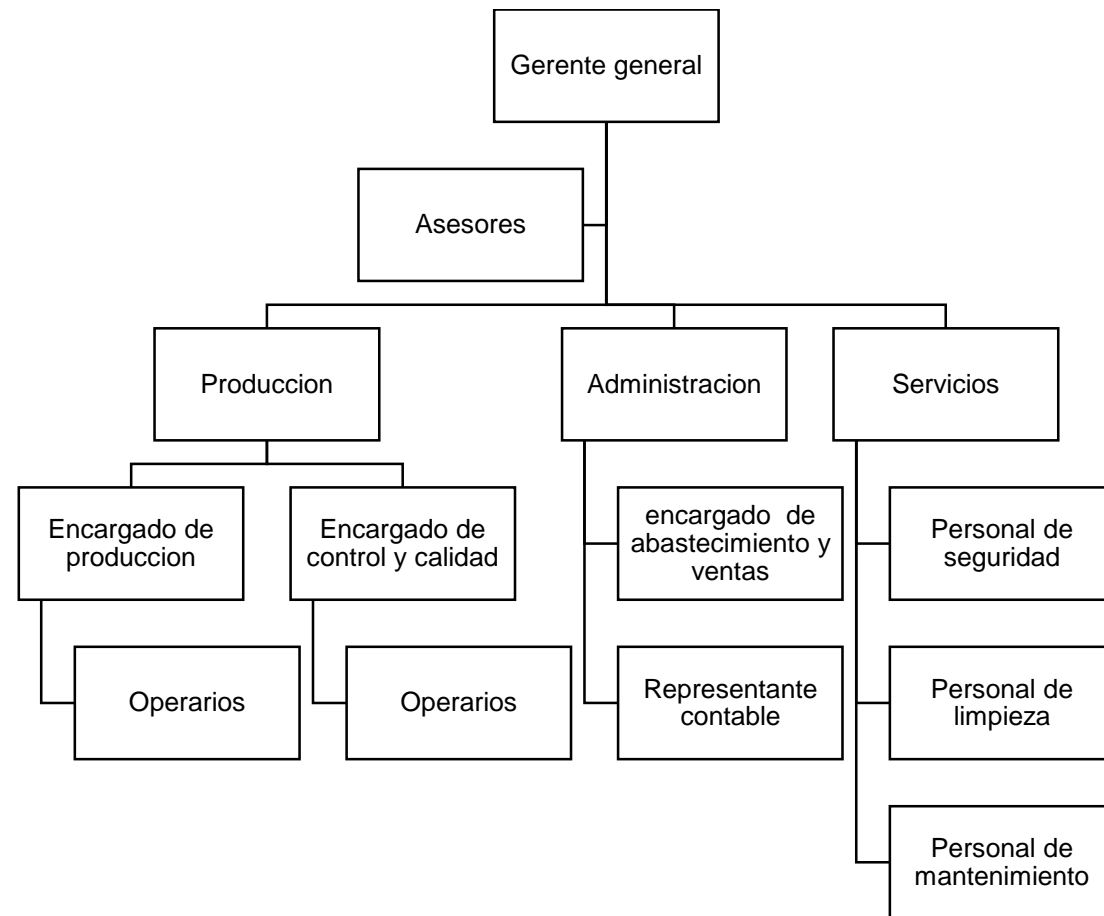 Gerente general
Asesores
Produccion
Administracion
Servicios
Encargado de
produccion
Encargado de
control y calidad
encargado  de
abastecimiento y
ventas
Personal de
seguridad
Operarios
Operarios
Representante
contable
Personal de
limpieza
Personal de
mantenimiento